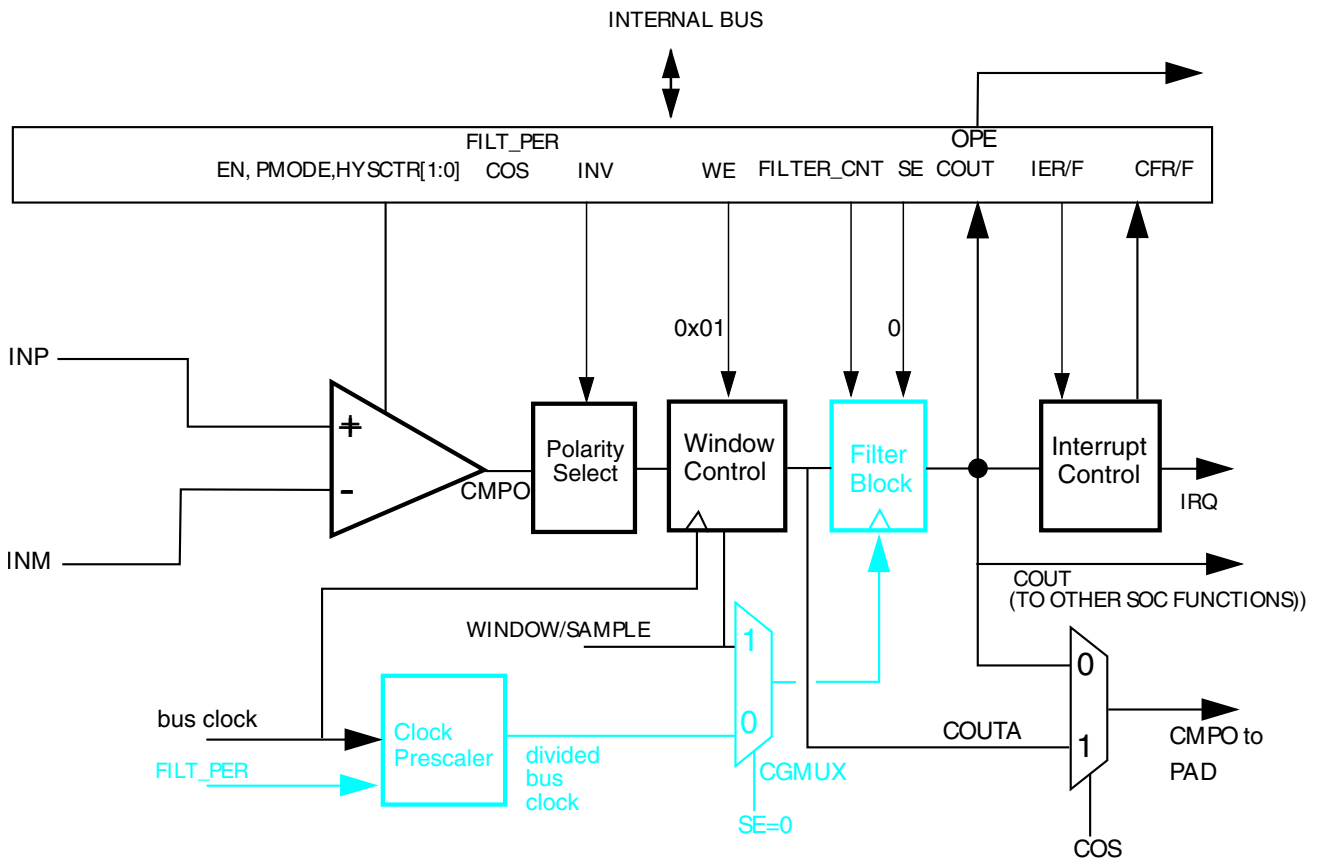 INTERNAL BUS
FILT_PER
OPE
EN, PMODE,HYSCTR[1:0] COS INV WE FILTER_CNT SE COUT IER/F CFR/F
0x01
0
INP
+
-
INM
CMPO
Polarity
Select
Window
Control
Filter
Block
Interrupt
Control
IRQ
COUT
(TO OTHER SOC FUNCTIONS))
WINDOW/SAMPLE
1
0
CGMUX
SE=0
bus clock
FILT_PER
Clock
Prescaler
divided
bus
clock
COUTA
0
1
CMPO to
PAD
COS